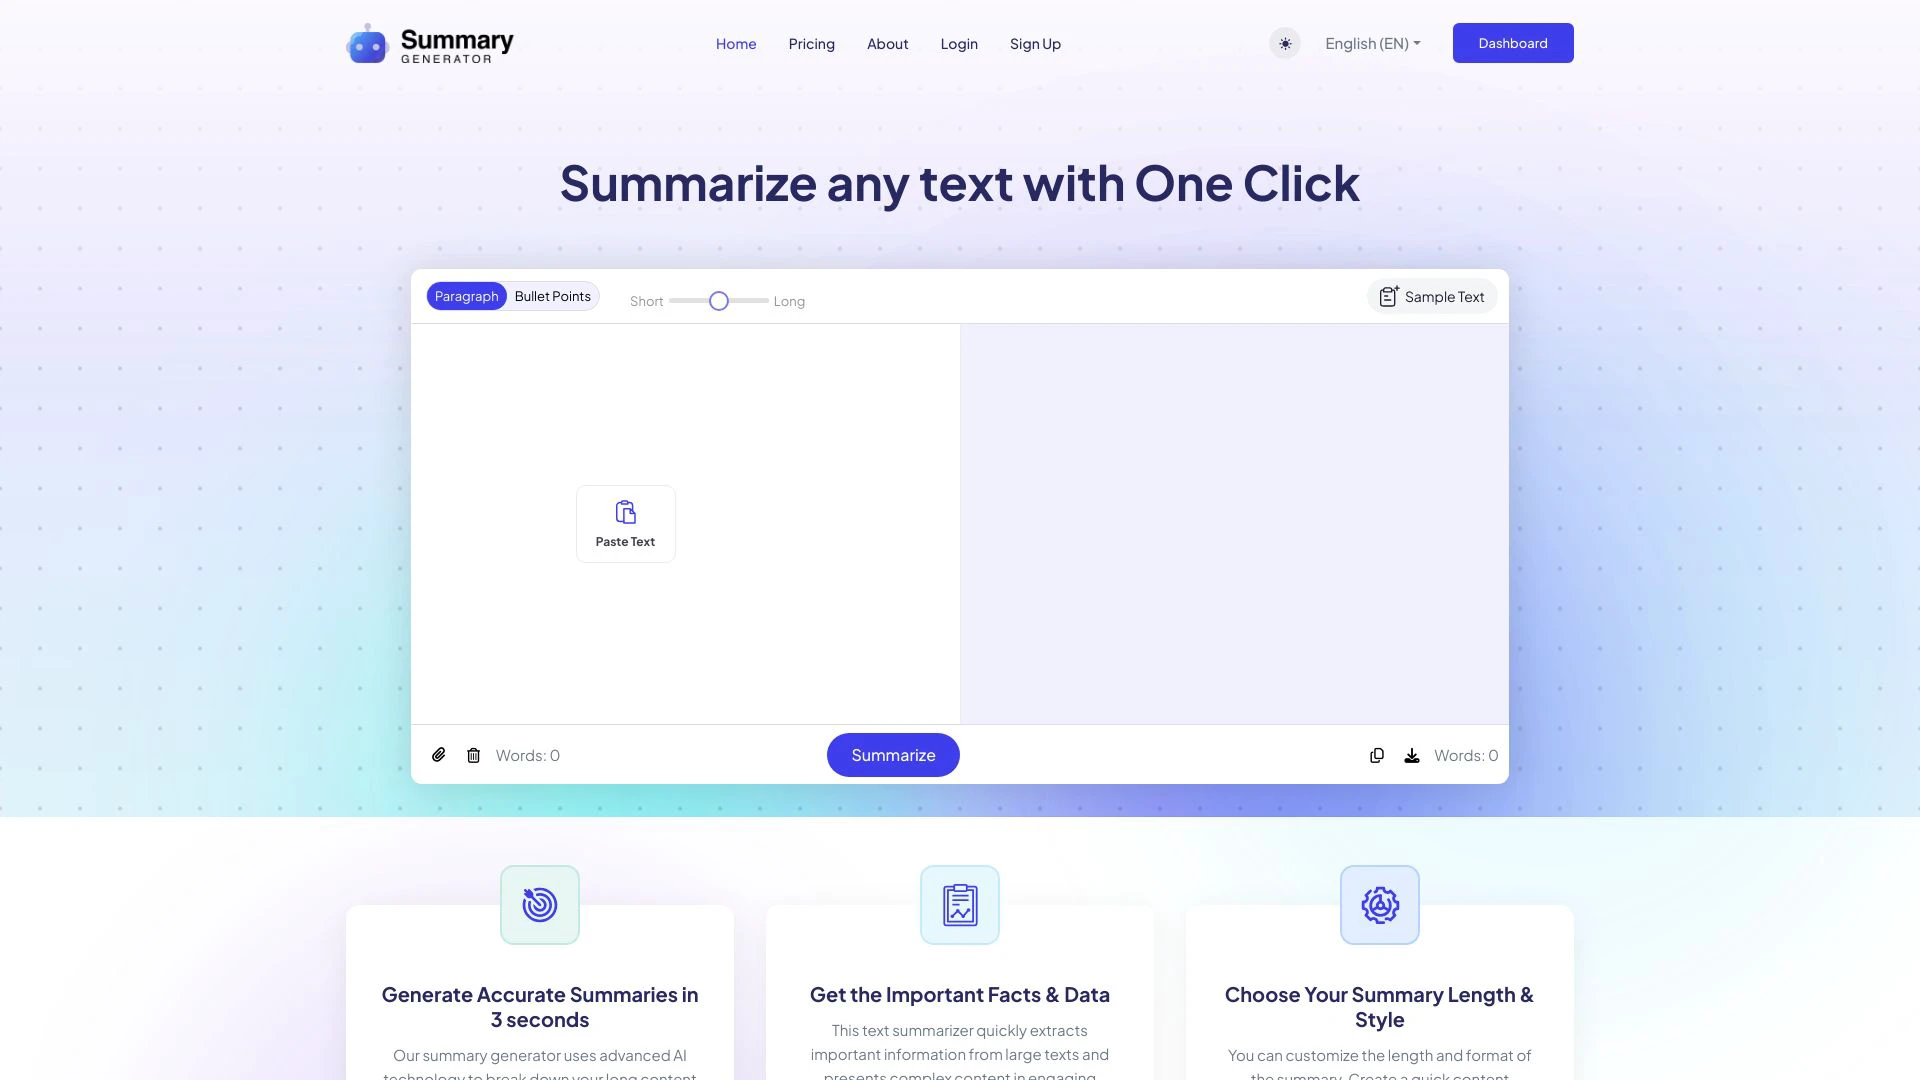 Summary
GENERATOR
Home
Pricing
About
Login
Sign Up
English (EN)
Dashboard
Summarize any text with One Click
Paragraph
Bullet Points
Short
Long
Sample Text
Paste Text
Words: 0
Summarize
Words: 0
Generate Accurate Summaries in
3 seconds
Our summary generator uses advanced AI
technology to break down your long content
Get the Important Facts & Data
This text summarizer quickly extracts
important information from large texts and
presents complex content in engaging
Choose Your Summary Length &
Style
You can customize the length and format of
the summary. Create a quick content